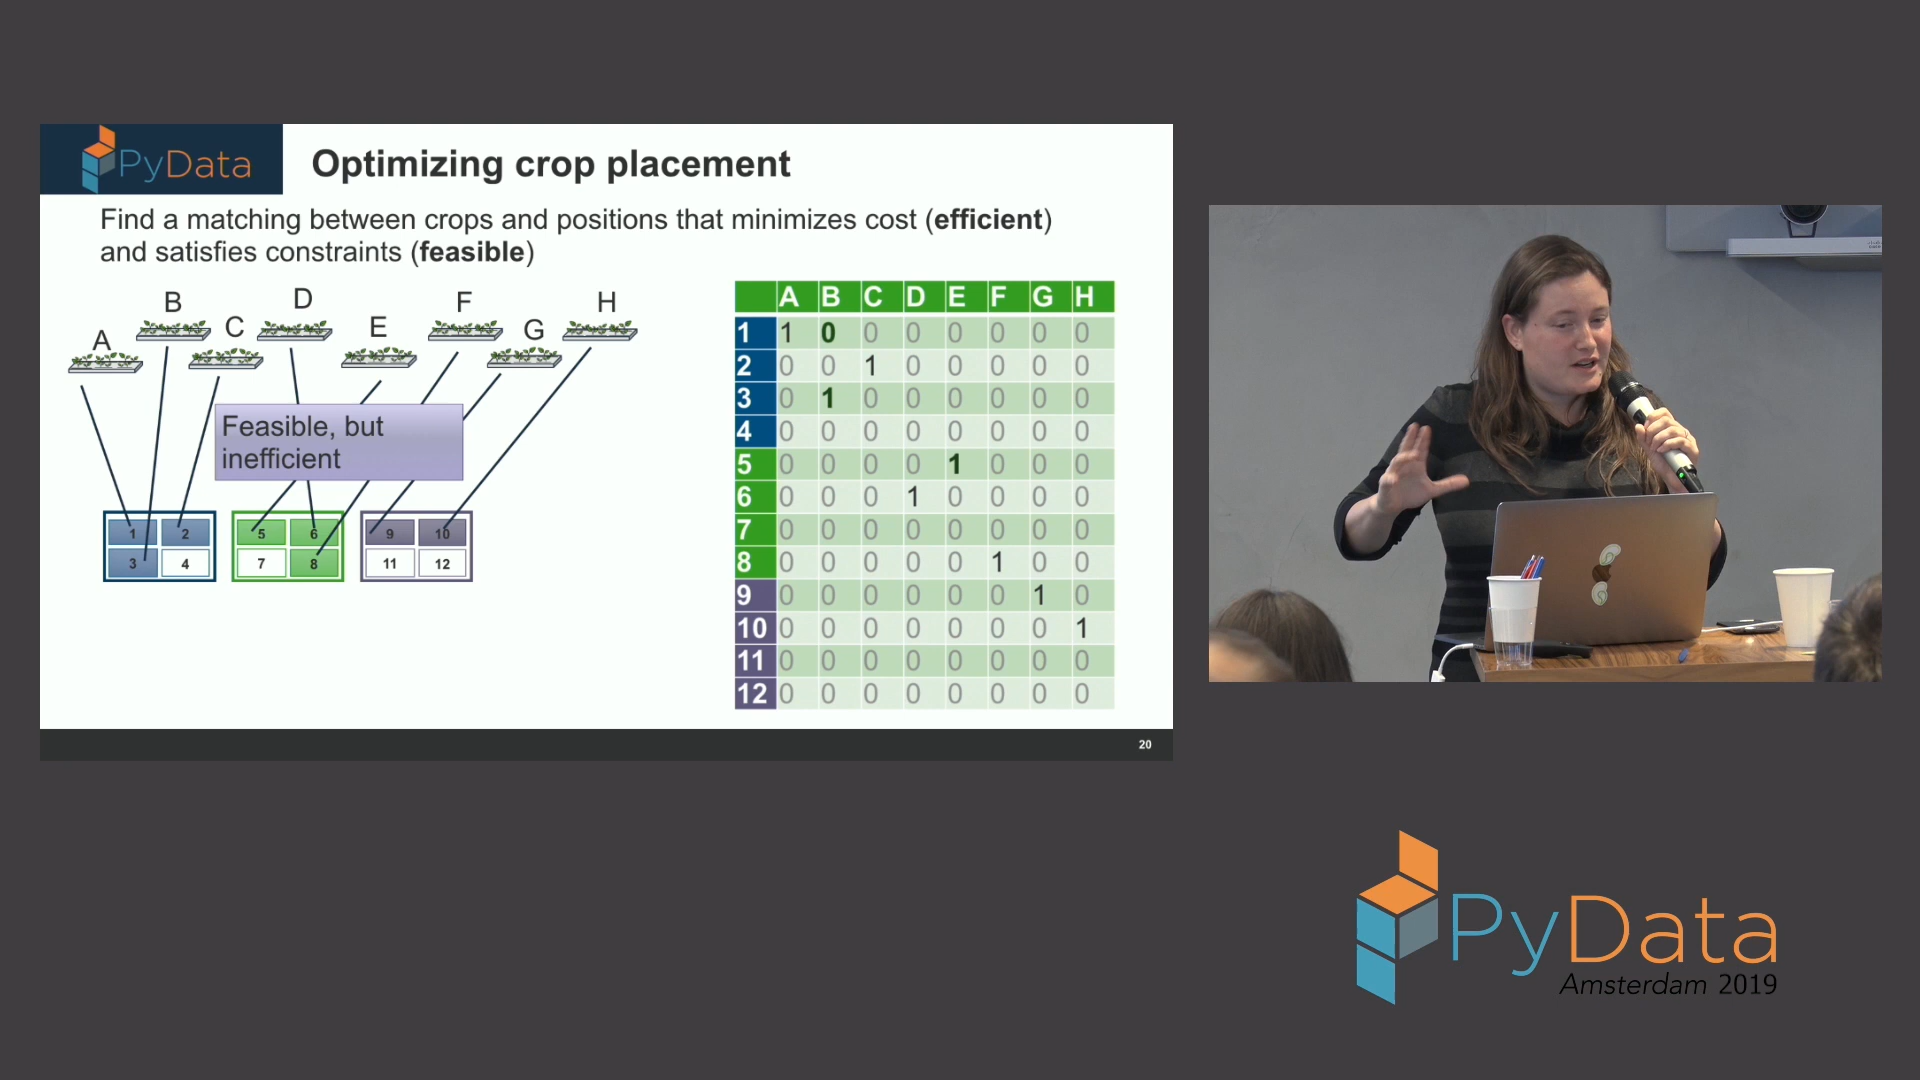 PyData
Optimizing crop placement
Find a matching between crops and positions that minimizes cost (efficient)
and satisfies constraints (feasible)
A B C D E F G H
Feasible, but
inefficient
1 2 5 6 9 10
3 4 7 8 11 12
A B C D E F G H
1 1 0 0 0 0 0 0 0
2 0 0 1 0 0 0 0 0
3 0 1 0 0 0 0 0 0
4 0 0 0 0 0 0 0 0
5 0 0 0 0 1 0 0 0
6 0 0 0 1 0 0 0 0
7 0 0 0 0 0 0 0 0
8 0 0 0 0 0 1 0 0
9 0 0 0 0 0 0 1 0
10 0 0 0 0 0 0 0 1
11 0 0 0 0 0 0 0 0
12 0 0 0 0 0 0 0 0
20
PyData
Amsterdam 2019